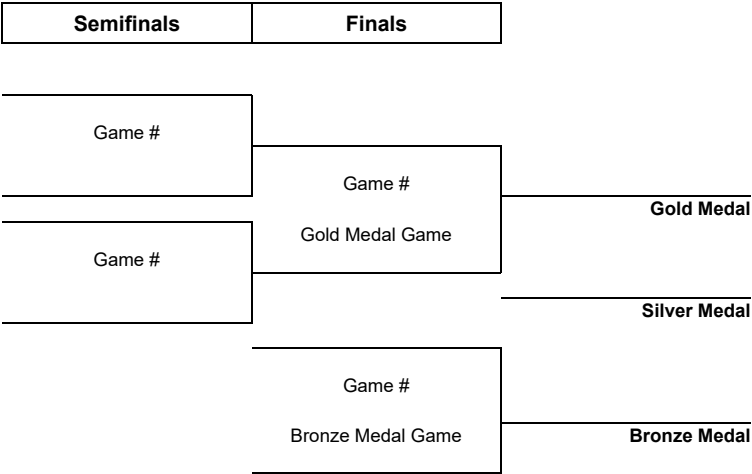 Semifinals Finals
Game #
Game #
Gold Medal
Gold Medal Game
Game #
Silver Medal
Game #
Bronze Medal Game
Bronze Medal